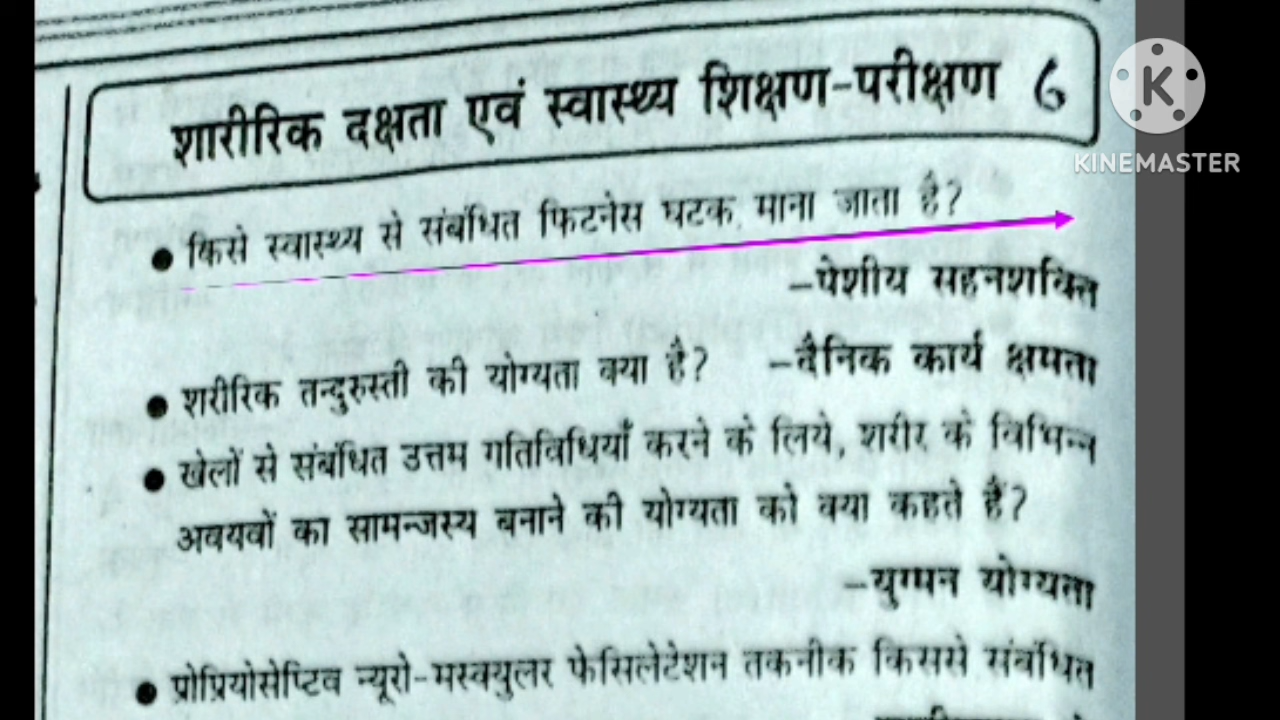 शारीरिक दक्षता एवं स्वास्थ्य शिक्षण-परीक्षण 6
K
KINEMASTER
● किसे स्वास्थ्य से संबंधित फिटनेस घटक माना जाता है?
–पेशीय सहनशक्ति
● शरीरिक तन्दुरुस्ती की योग्यता क्या है? –दैनिक कार्य क्षमता
● खेलों से संबंधित उत्तम गतिविधियाँ करने के लिये, शरीर के विभिन्न
अवयवों का सामन्जस्य बनाने की योग्यता को क्या कहते हैं?
–युग्मन योग्यता
● प्रोप्रियोसेप्टिव न्यूरो-मस्क्युलर फेसिलेटेशन तकनीक किससे संबंधित